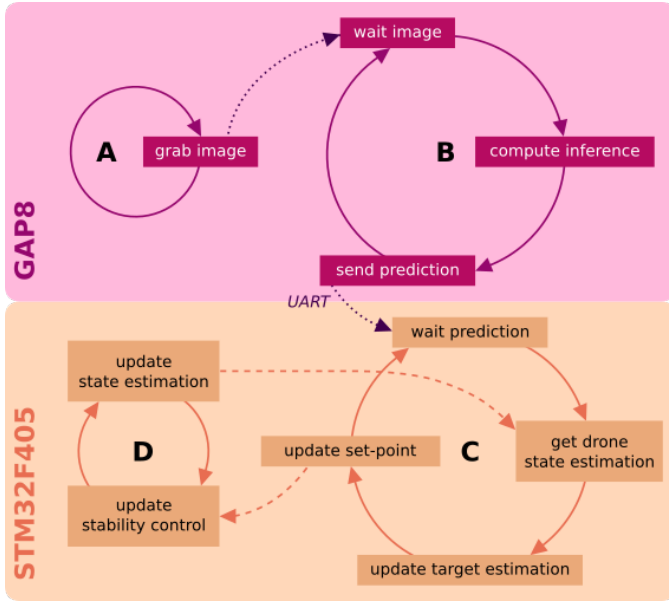 GAP8
wait image
A
grab image
B
compute inference
send prediction
UART
STM32F405
wait prediction
update
state estimation
D
update set-point
C
get drone
state estimation
update
stability control
update target estimation